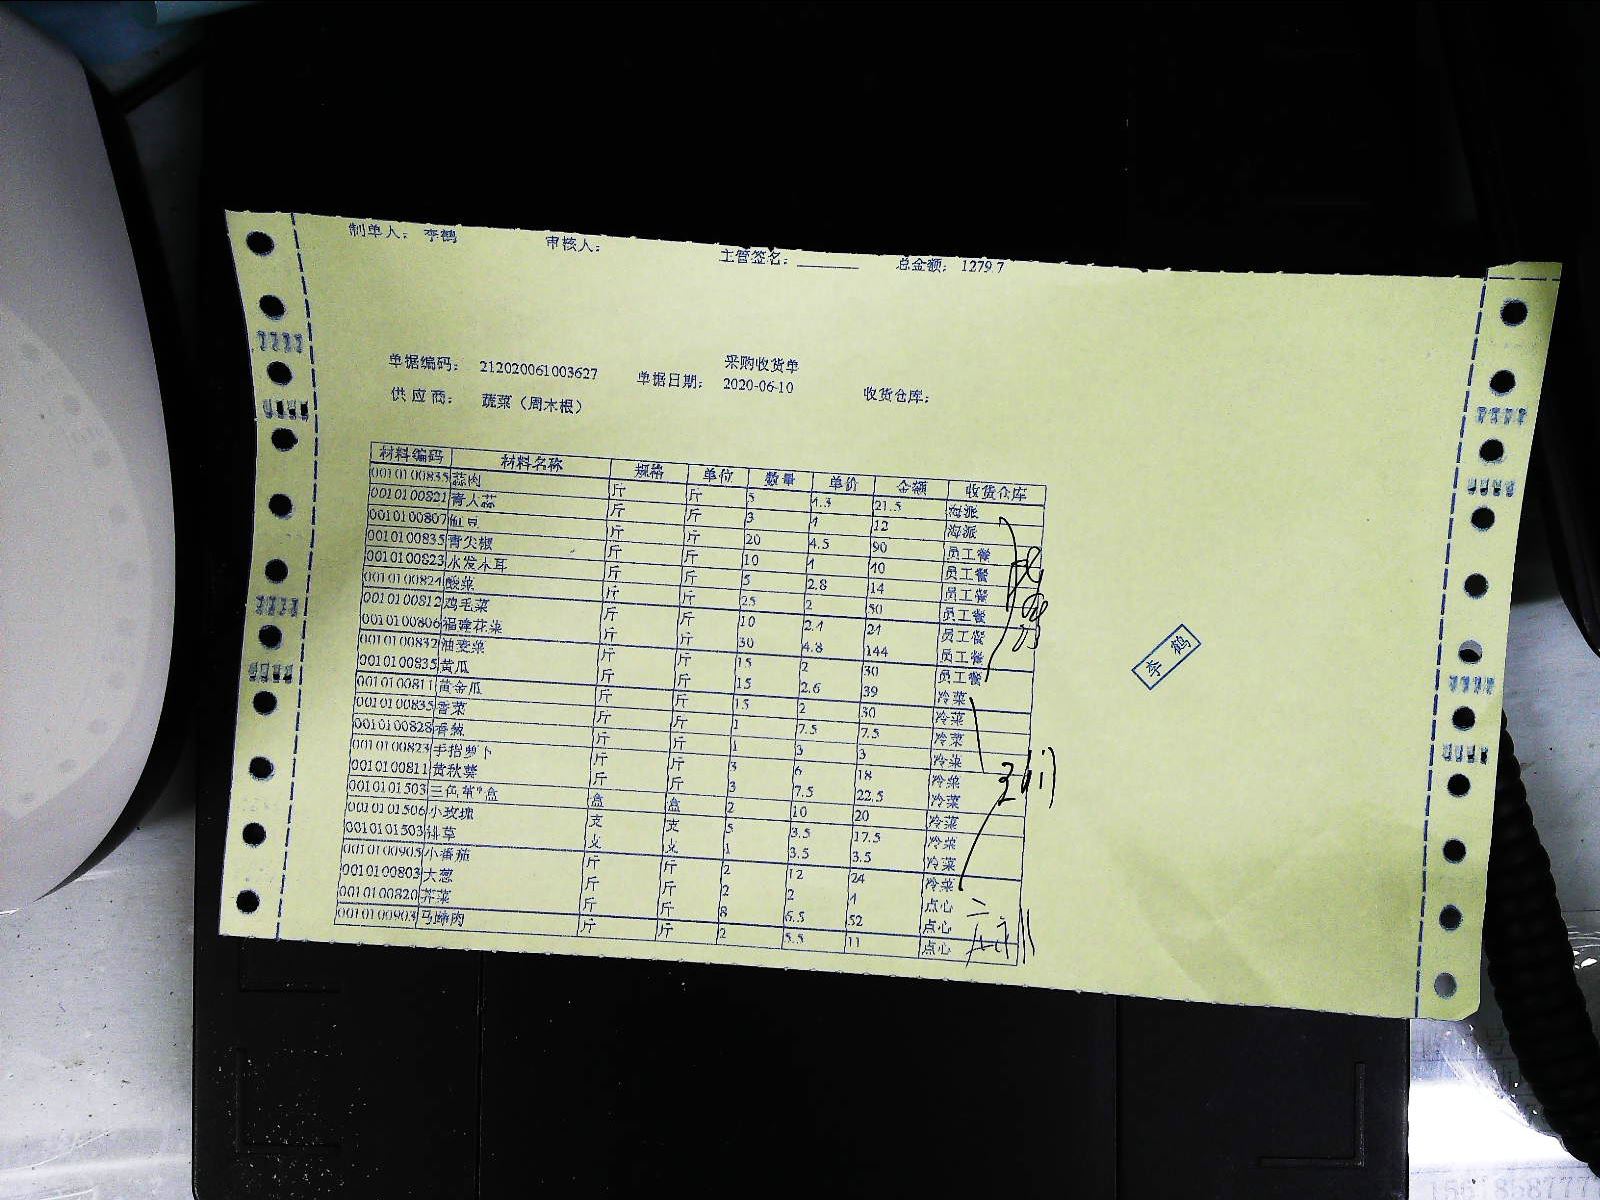 制单人： 李鹤 审核人： 主管签名： 总金额： 1279.7
采购收货单
单据编码： 212020061003627 单据日期： 2020-06-10 收货仓库：
供应商： 蔬菜（周木根）
材料编码 材料名称 规格 单位 数量 单价 金额 收货仓库
0010100835 蒜肉 斤 斤 5 4.3 21.5 海派
0010100821 青大蒜 斤 斤 3 4 12 海派
0010100807 豇豆 斤 斤 20 4.5 90 员工餐
0010100835 青尖椒 斤 斤 10 4 40 员工餐
0010100823 水发木耳 斤 斤 5 2.8 14 员工餐
0010100824 酸菜 斤 斤 25 2 50 员工餐
0010100812 鸡毛菜 斤 斤 10 2.4 24 员工餐
0010100806 福建花菜 斤 斤 30 4.8 144 员工餐
0010100832 油麦菜 斤 斤 15 2 30 员工餐
0010100835 黄瓜 斤 斤 15 2.6 39 冷菜
0010100811 黄金瓜 斤 斤 15 2 30 冷菜
0010100835 香菜 斤 斤 1 7.5 7.5 冷菜
0010100828 香葱 斤 斤 1 3 3 冷菜
0010100823 手指萝卜 斤 斤 3 6 18 冷菜
0010100811 黄秋葵 斤 斤 3 7.5 22.5 冷菜
0010101503 三色 盒 盒 盒 2 10 20 冷菜
0010101506 小玫瑰 支 支 5 3.5 17.5 冷菜
0010101503 排草 支 支 1 3.5 3.5 冷菜
0010100905 小番茄 斤 斤 2 12 24 冷菜
0010100803 大葱 斤 斤 2 2 4 点心
0010100820 芥菜 斤 斤 8 6.5 52 点心
0010100903 马蹄肉 斤 斤 2 5.5 11 点心
李鹤